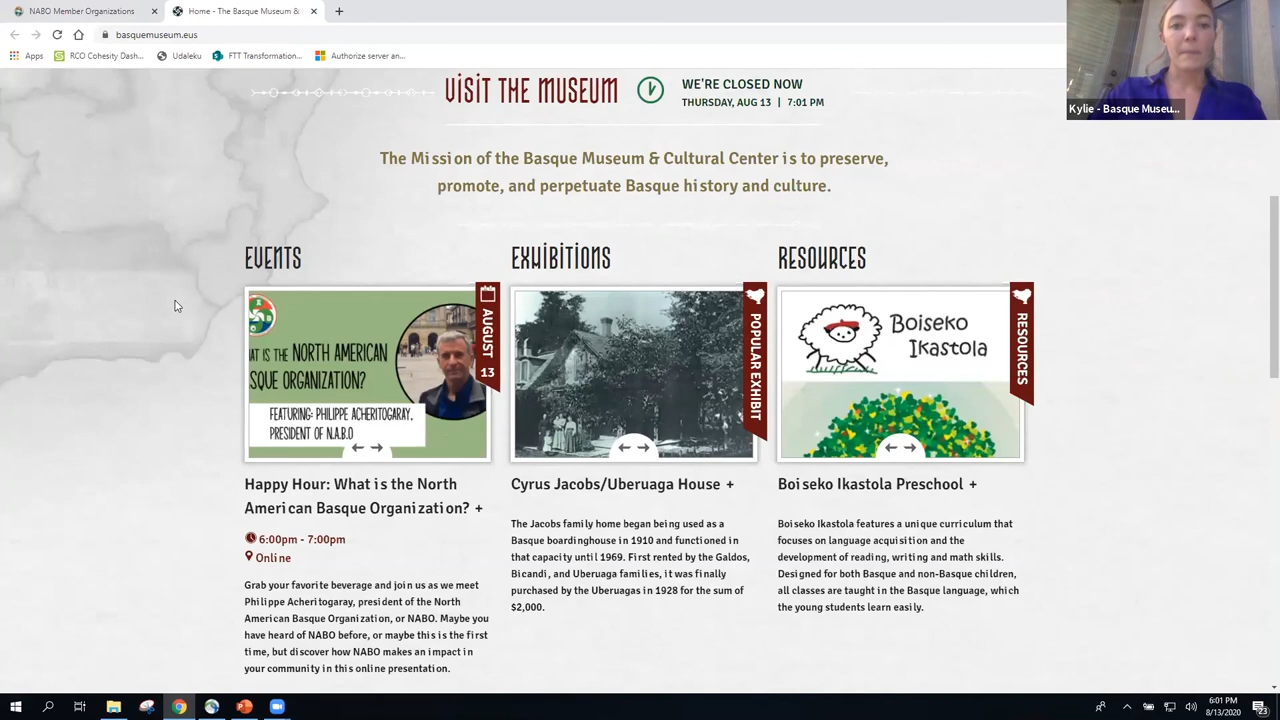 NABO Member Organizations
Home - The Basque Museum &
basquemuseum.eus
Apps
RCO Cohesity Dash...
Udaleku
FTT Transformation...
Authorize server an...
Kylie - Basque Museu...
VISIT THE MUSEUM
WE'RE CLOSED NOW
THURSDAY, AUG 13 | 7:01 PM
The Mission of the Basque Museum & Cultural Center is to preserve,
promote, and perpetuate Basque history and culture.
EVENTS
AT IS THE NORTH AMERICAN
SQUE ORGANIZATION?
FEATURING: PHILIPPE ACHERITOGARAY,
PRESIDENT OF N.A.B.O
AUGUST
13
Happy Hour: What is the North
American Basque Organization? +
6:00pm - 7:00pm
Online
Grab your favorite beverage and join us as we meet
Philippe Acheritogaray, president of the North
American Basque Organization, or NABO. Maybe you
have heard of NABO before, or maybe this is the first
time, but discover how NABO makes an impact in
your community in this online presentation.
EXHIBITIONS
POPULAR EXHIBIT
Cyrus Jacobs/Uberuaga House +
The Jacobs family home began being used as a
Basque boardinghouse in 1910 and functioned in
that capacity until 1969. First rented by the Galdos,
Bicandi, and Uberuaga families, it was finally
purchased by the Uberuagas in 1928 for the sum of
$2,000.
RESOURCES
Boiseko
Ikastola
RESOURCES
Boiseko Ikastola Preschool +
Boiseko Ikastola features a unique curriculum that
focuses on language acquisition and the
development of reading, writing and math skills.
Designed for both Basque and non-Basque children,
all classes are taught in the Basque language, which
the young students learn easily.
6:01 PM
8/13/2020
23